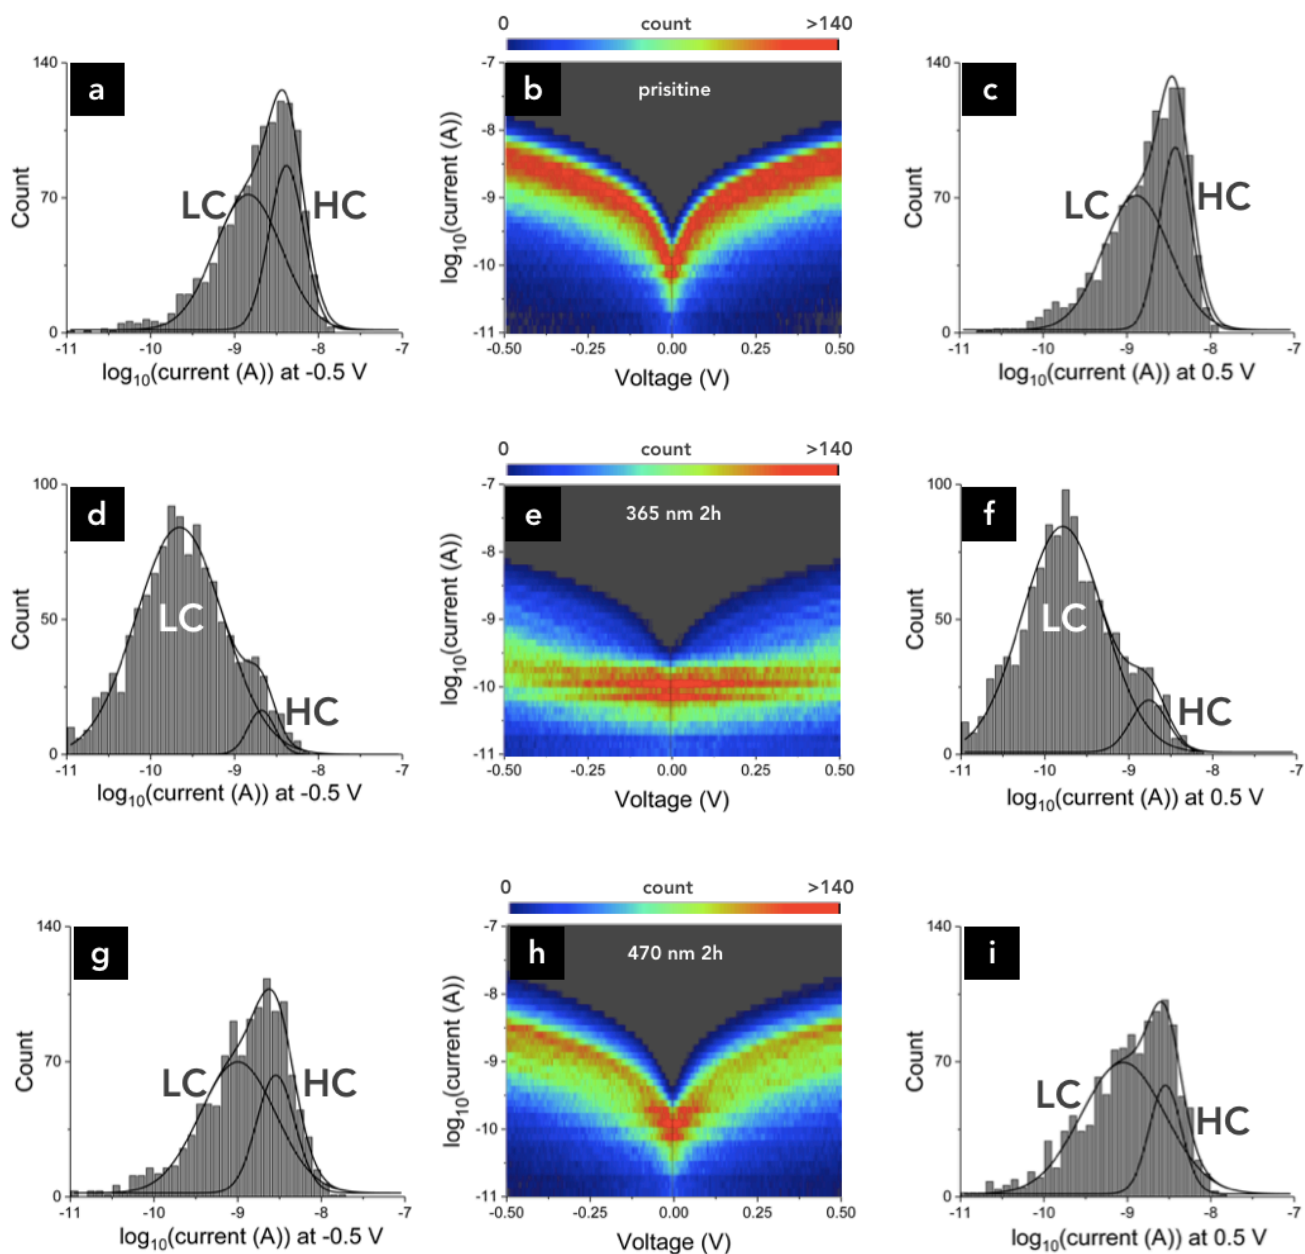 0 count >140
a
140
70
0
Count
LC HC
-11 -10 -9 -8 -7
log10(current (A)) at -0.5 V
b
prisitine
-7
-8
-9
-10
-11
log10(current (A))
-0.50 -0.25 0.00 0.25 0.50
Voltage (V)
c
140
70
0
Count
LC HC
-11 -10 -9 -8 -7
log10(current (A)) at 0.5 V
0 count >140
d
100
50
0
Count
LC
HC
-11 -10 -9 -8 -7
log10(current (A)) at -0.5 V
e
365 nm 2h
-7
-8
-9
-10
-11
log10(current (A))
-0.50 -0.25 0.00 0.25 0.50
Voltage (V)
f
100
50
0
Count
LC
HC
-11 -10 -9 -8 -7
log10(current (A)) at 0.5 V
0 count >140
g
140
70
0
Count
LC HC
-11 -10 -9 -8 -7
log10(current (A)) at -0.5 V
h
470 nm 2h
-7
-8
-9
-10
-11
log10(current (A))
-0.50 -0.25 0.00 0.25 0.50
Voltage (V)
i
140
70
0
Count
LC
HC
-11 -10 -9 -8 -7
log10(current (A)) at 0.5 V